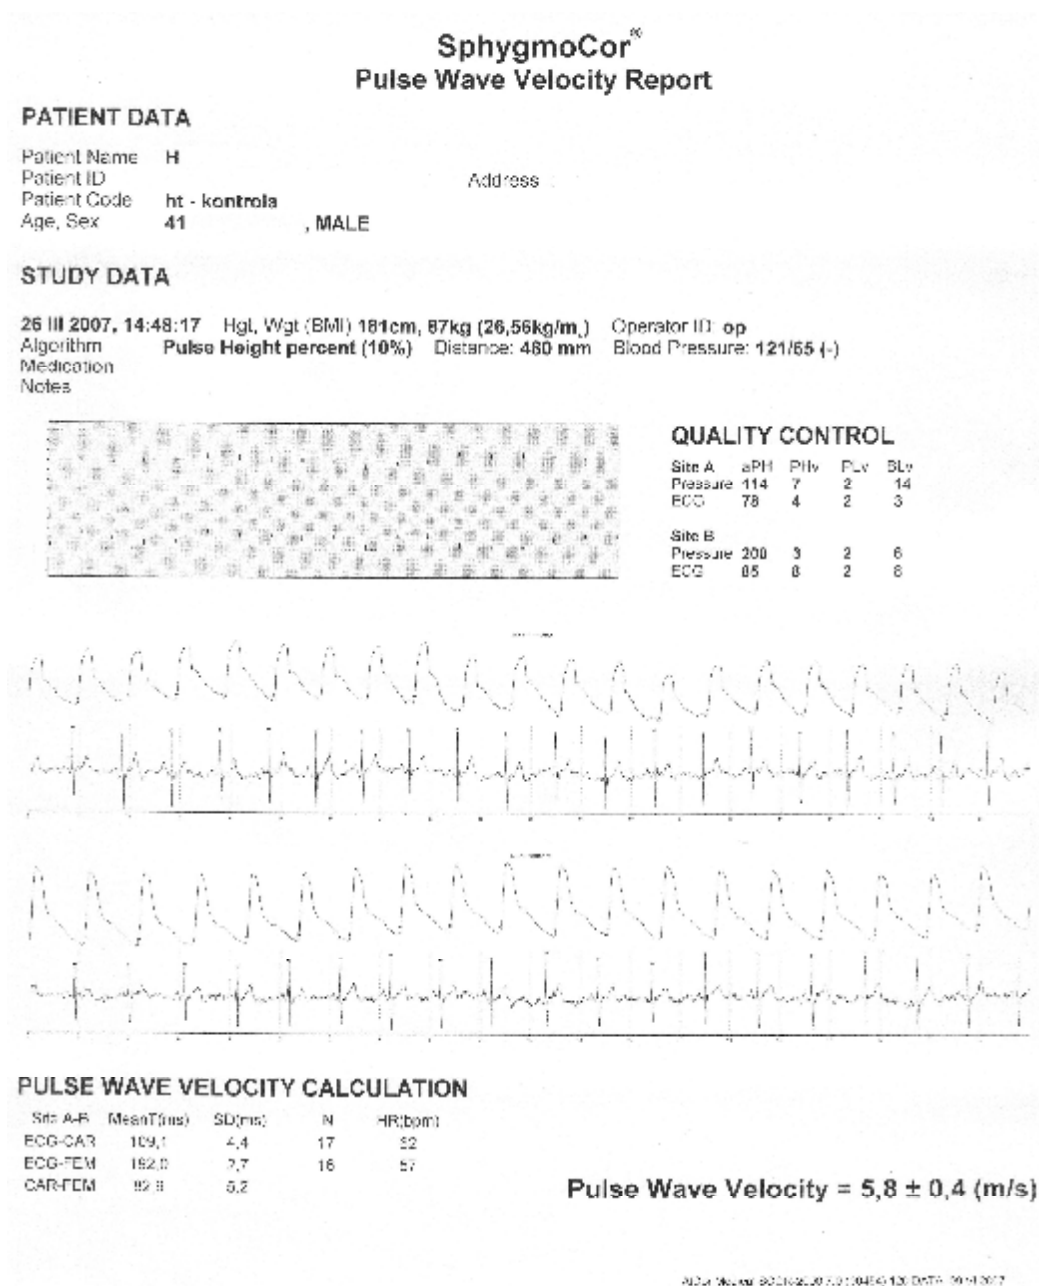 SphygmoCor®
Pulse Wave Velocity Report
PATIENT DATA
Patient Name H
Patient ID Address :
Patient Code ht - kontrola
Age, Sex 41 , MALE
STUDY DATA
26 III 2007, 14:48:17 Hgt, Wgt (BMI) 181cm, 87kg (26,56kg/m,) Operator ID: op
Algorithm Pulse Height percent (10%) Distance: 480 mm Blood Pressure: 121/65 (-)
Medication
Notes
QUALITY CONTROL
Site A aPH PHv PLv BLv
Pressure 114 7 2 14
ECG 78 4 2 3
Site B
Pressure 200 3 2 6
ECG 85 8 2 8
PULSE WAVE VELOCITY CALCULATION
Site A-B MeanT(ms) SD(ms) N HR(bpm)
ECG-CAR 109,1 4,4 17 62
ECG-FEM 192,0 2,7 16 57
CAR-FEM 82,9 5,2
Pulse Wave Velocity = 5,8 ± 0,4 (m/s)